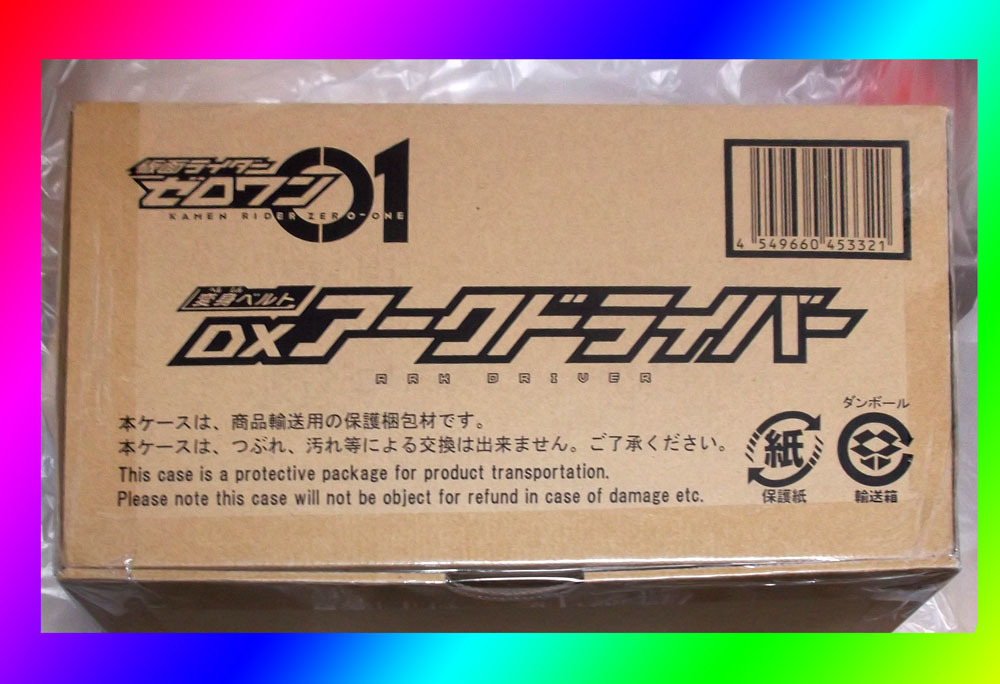 仮面ライダー
ゼロワン 01
KAMEN RIDER ZERO-ONE
4 549660 453321
へん しん
変身ベルト
DXアークドライバー
ARK DRIVER
本ケースは、商品輸送用の保護梱包材です。
本ケースは、つぶれ、汚れ等による交換は出来ません。ご了承ください。
This case is a protective package for product transportation.
Please note this case will not be object for refund in case of damage etc.
紙
保護紙
ダンボール
輸送箱